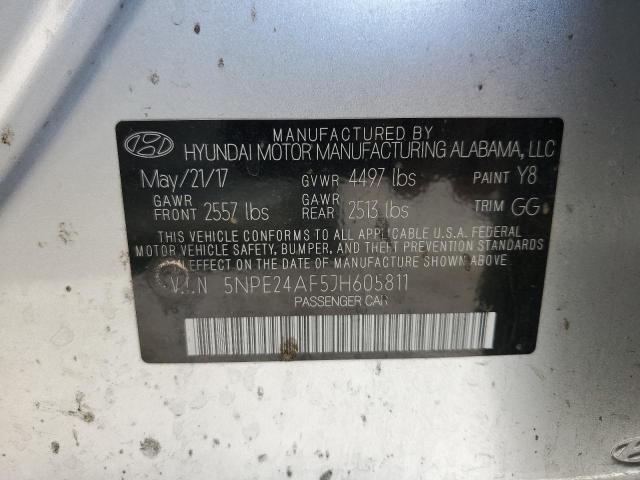 MANUFACTURED BY
HYUNDAI MOTOR MANUFACTURING ALABAMA, LLC
May/21/17 GVWR 4497 lbs PAINT Y8
GAWR FRONT 2557 lbs GAWR REAR 2513 lbs TRIM GG
THIS VEHICLE CONFORMS TO ALL APPLICABLE U.S.A. FEDERAL
MOTOR VEHICLE SAFETY, BUMPER, AND THEFT PREVENTION STANDARDS
IN EFFECT ON THE DATE OF MANUFACTURE SHOWN ABOVE.
V.I.N 5NPE24AF5JH605811
PASSENGER CAR